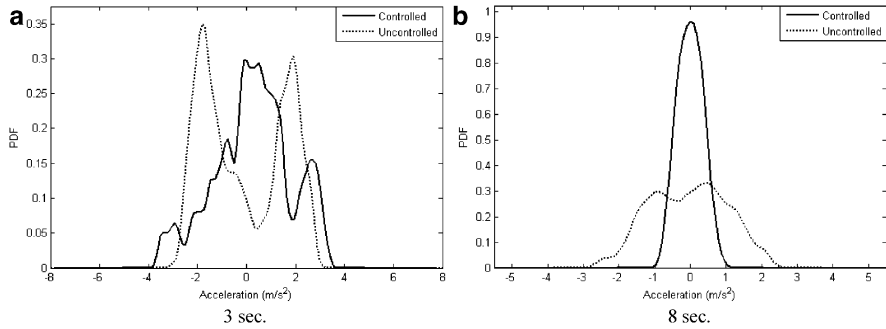 a
Controlled
Uncontrolled
0.35
0.3
0.25
0.2
0.15
0.1
0.05
0
PDF
-8 -6 -4 -2 0 2 4 6 8
Acceleration (m/s²)
3 sec.
b
Controlled
Uncontrolled
1
0.9
0.8
0.7
0.6
0.5
0.4
0.3
0.2
0.1
0
PDF
-5 -4 -3 -2 -1 0 1 2 3 4 5
Acceleration (m/s²)
8 sec.